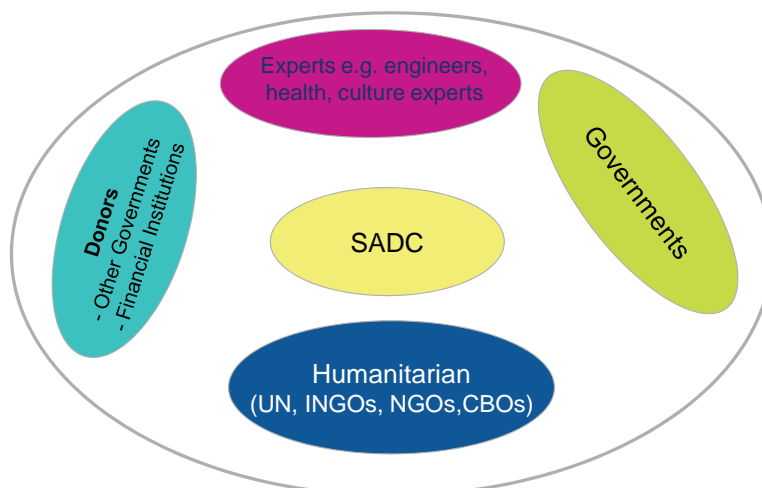 Experts e.g. engineers,
health, culture experts
Donors
- Other Governments
- Financial Institutions
Governments
SADC
Humanitarian
(UN, INGOs, NGOs,CBOs)